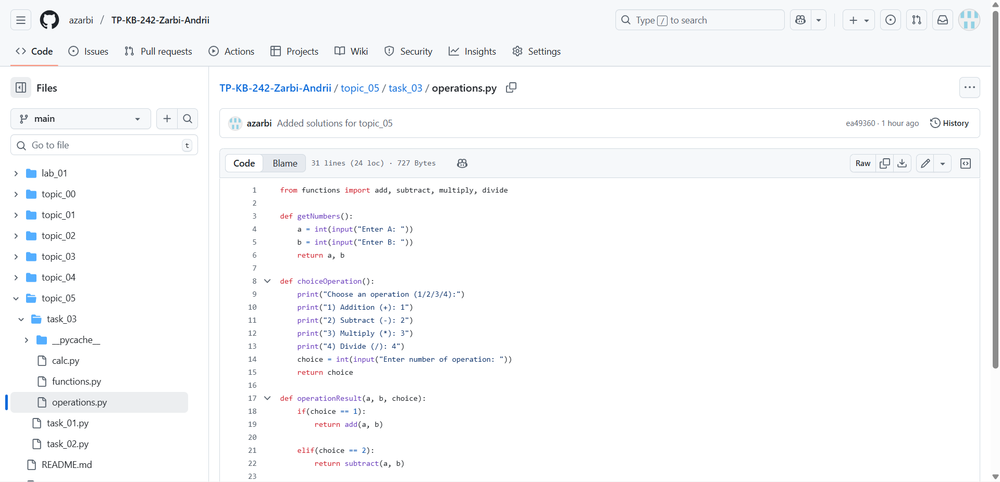 azarbi / TP-KB-242-Zarbi-Andrii
Type / to search
Code Issues Pull requests Actions Projects Wiki Security Insights Settings
Files
main
Go to file t
lab_01
topic_00
topic_01
topic_02
topic_03
topic_04
topic_05
task_03
__pycache__
calc.py
functions.py
operations.py
task_01.py
task_02.py
README.md
TP-KB-242-Zarbi-Andrii / topic_05 / task_03 / operations.py
azarbi Added solutions for topic_05
ea49360 · 1 hour ago History
Code Blame 31 lines (24 loc) · 727 Bytes
Raw
1 from functions import add, subtract, multiply, divide
2
3 def getNumbers():
4 a = int(input("Enter A: "))
5 b = int(input("Enter B: "))
6 return a, b
7
8 def choiceOperation():
9 print("Choose an operation (1/2/3/4):")
10 print("1) Addition (+): 1")
11 print("2) Subtract (-): 2")
12 print("3) Multiply (*): 3")
13 print("4) Divide (/): 4")
14 choice = int(input("Enter number of operation: "))
15 return choice
16
17 def operationResult(a, b, choice):
18 if(choice == 1):
19 return add(a, b)
20
21 elif(choice == 2):
22 return subtract(a, b)
23